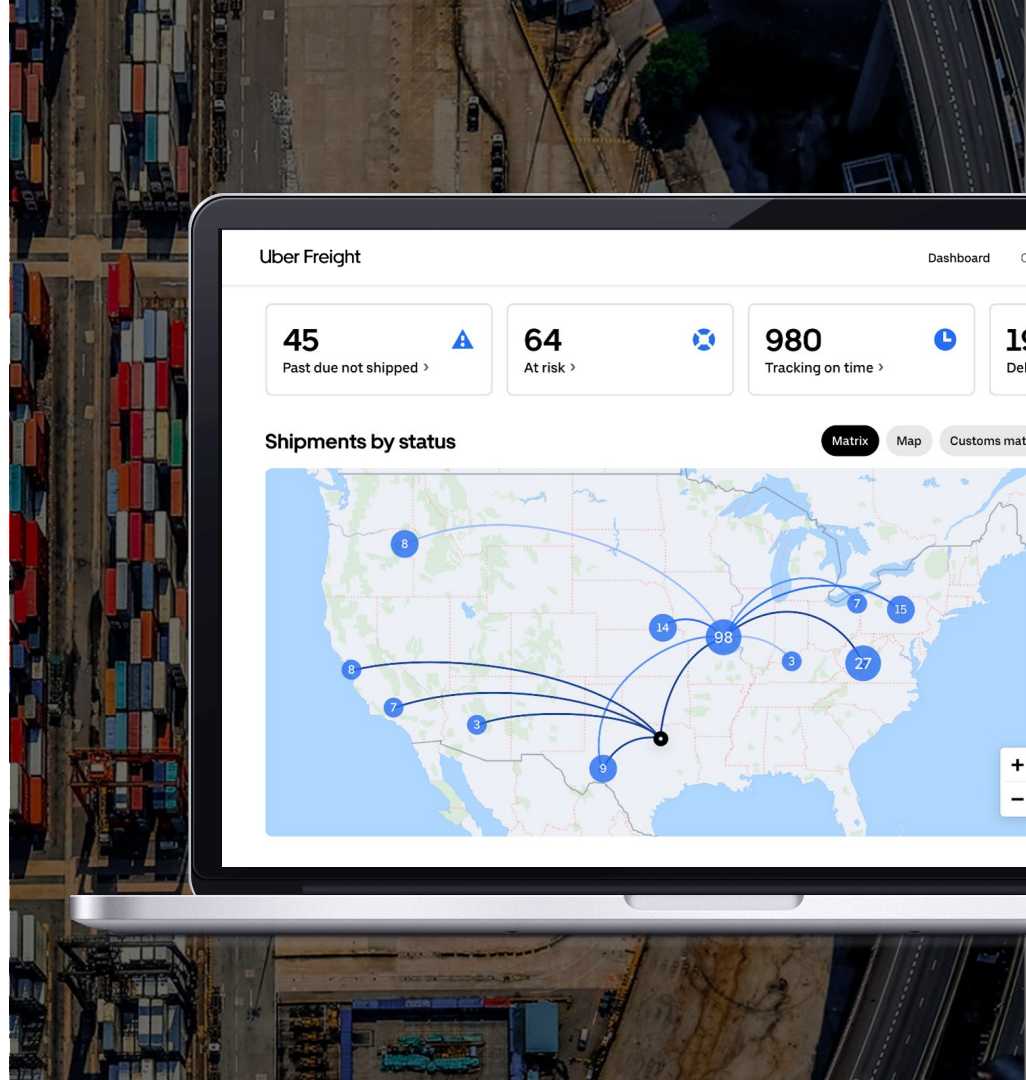 Uber Freight
Dashboard
45
Past due not shipped ›
64
At risk ›
980
Tracking on time ›
Shipments by status
Matrix
Map
Customs
8
14
98
7
15
3
27
8
7
3
9
+
−